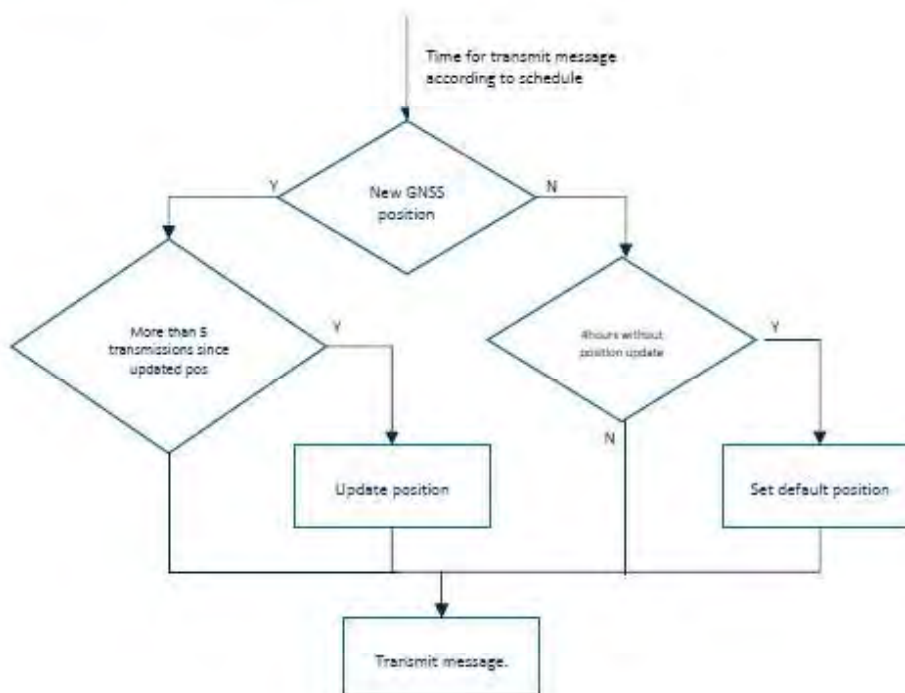 Time for transmit message
according to schedule
Y
New GNSS
position
N
More than 5
transmissions since
updated pos
Y
4hours without
position update
Y
N
Update position
Set default position
Transmit message.